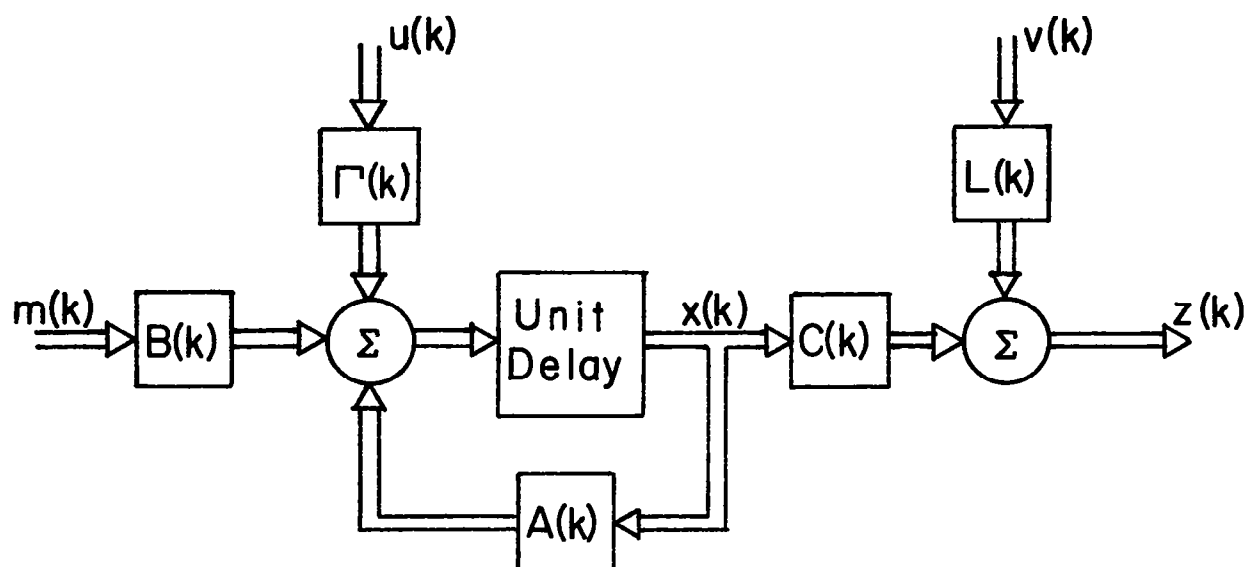 u(k)
v(k)
Γ(k)
L(k)
m(k)
B(k)
Σ
Unit
Delay
x(k)
C(k)
Σ
z(k)
A(k)